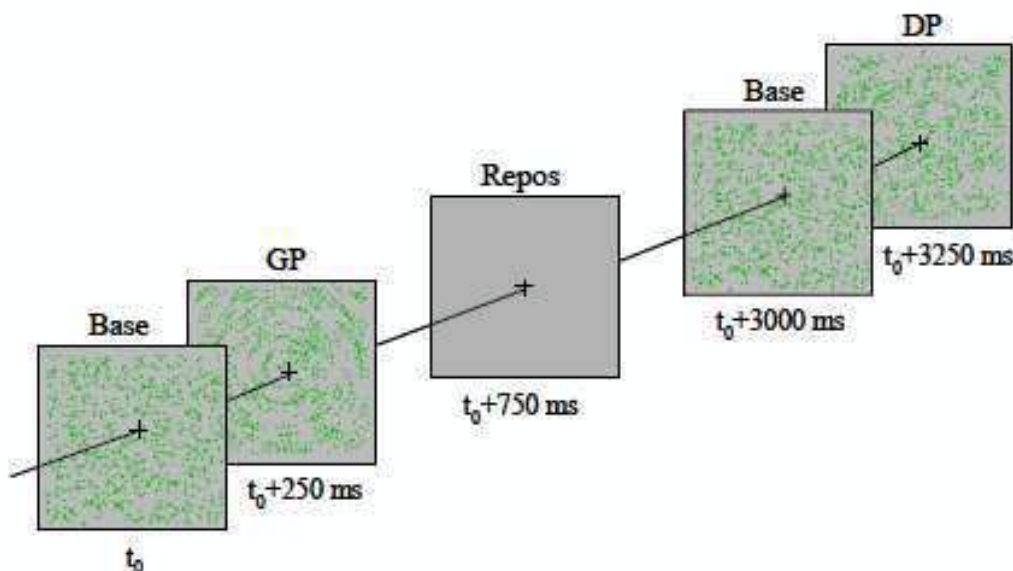 Base
t₀
GP
t₀+250 ms
Repos
t₀+750 ms
Base
t₀+3000 ms
DP
t₀+3250 ms